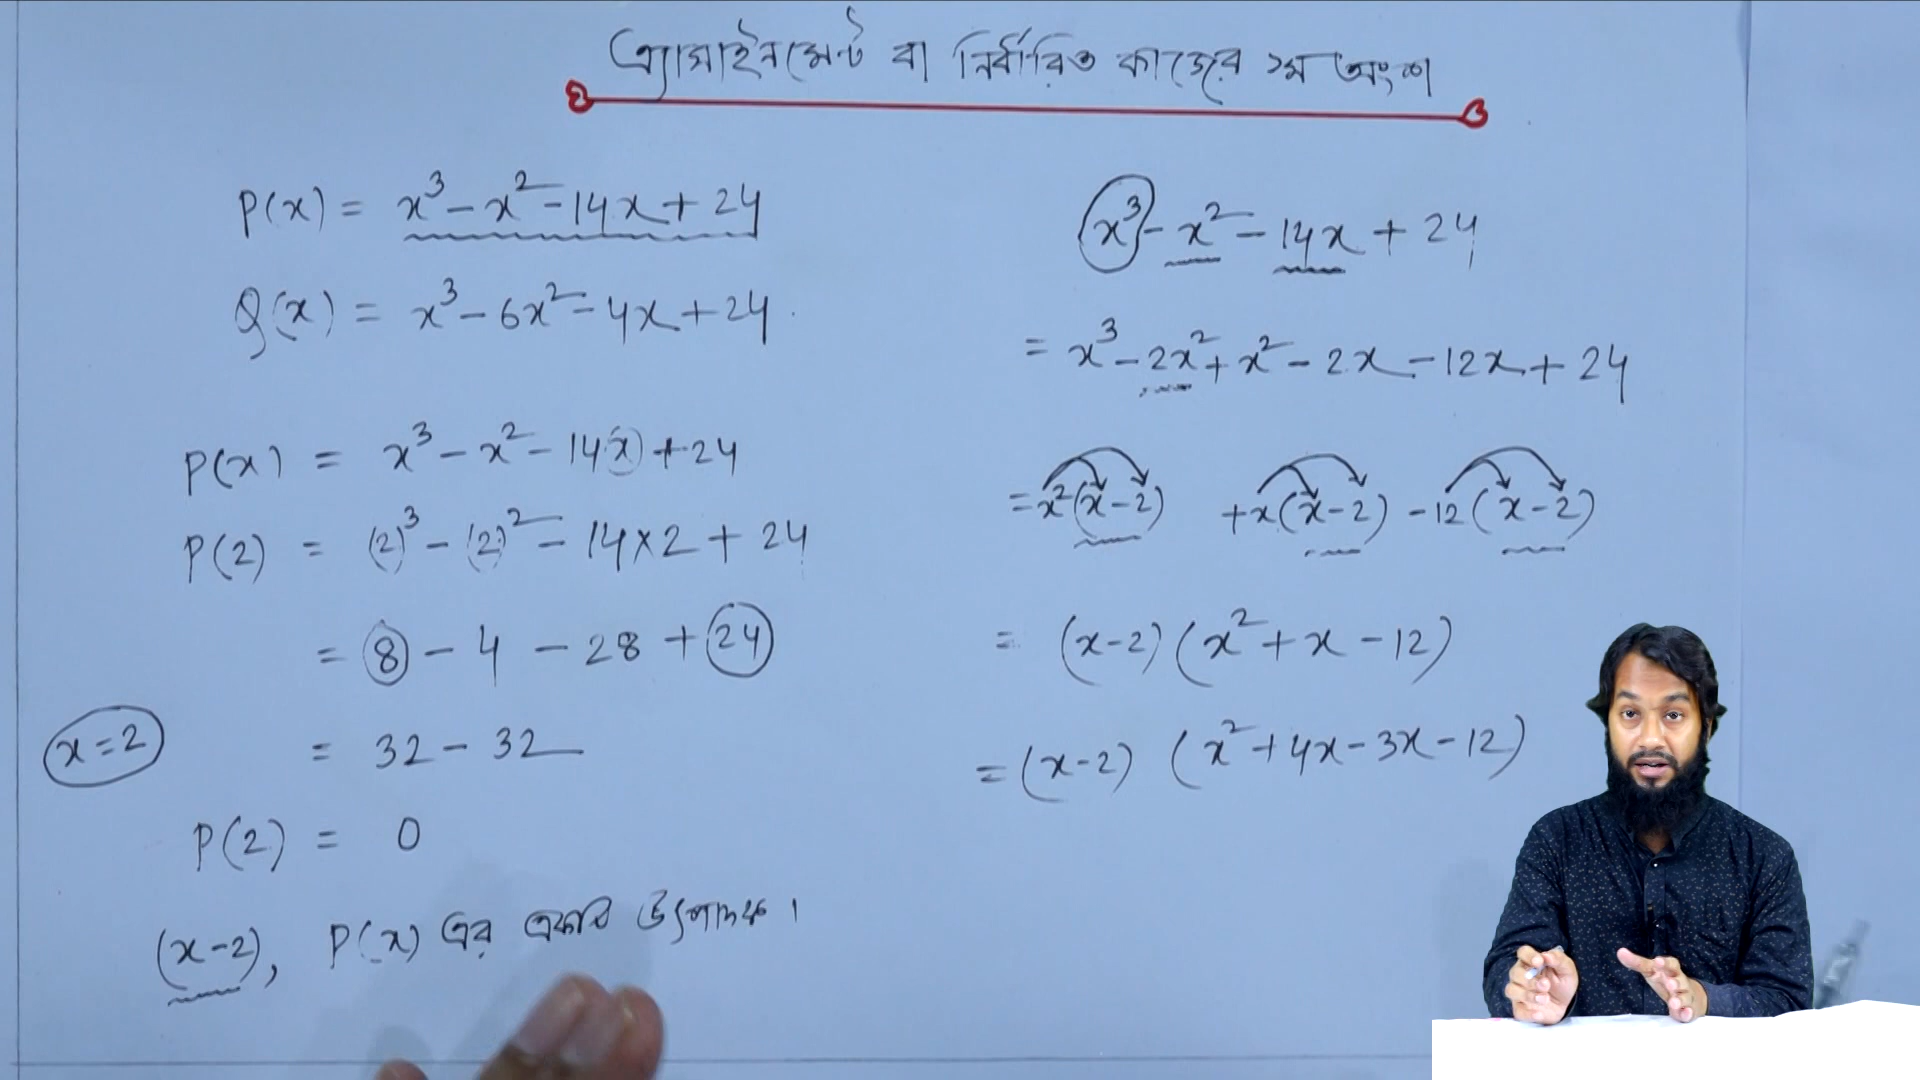 এ্যাসাইনমেন্ট বা নির্ধারিত কাজের ১ম অংশ
P(x) = x³ - x² - 14x + 24
Q(x) = x³ - 6x² - 4x + 24
P(x) = x³ - x² - 14x + 24
P(2) = (2)³ - (2)² - 14×2 + 24
= 8 - 4 - 28 + 24
x=2
= 32 - 32
P(2) = 0
(x-2), P(x) এর একটি উৎপাদক।
x³ - x² - 14x + 24
= x³ - 2x² + x² - 2x - 12x + 24
= x²(x-2) + x(x-2) - 12(x-2)
= (x-2)(x² + x - 12)
= (x-2) (x² + 4x - 3x - 12)